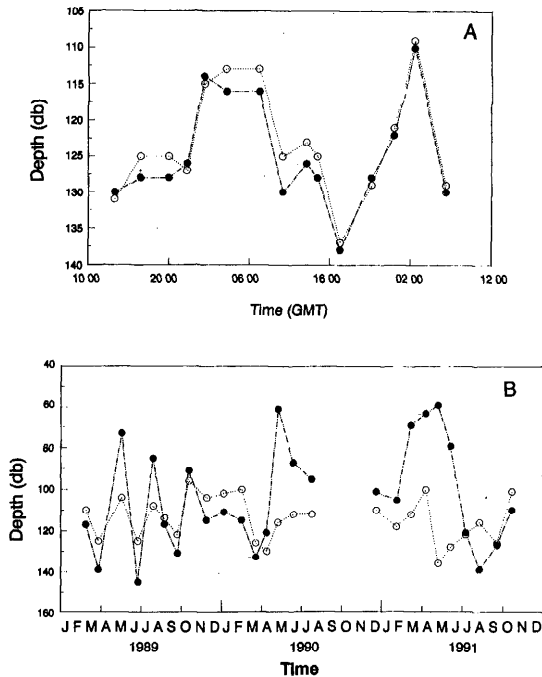 105
A
110
115
120
125
130
135
140
Depth (db)
10 00 20 00 06 00 16 00 02 00 12 00
Time (GMT)
40
B
60
80
100
120
140
160
Depth (db)
J F M A M J J A S O N D J F M A M J J A S O N D J F M A M J J A S O N D
1989 1990 1991
Time